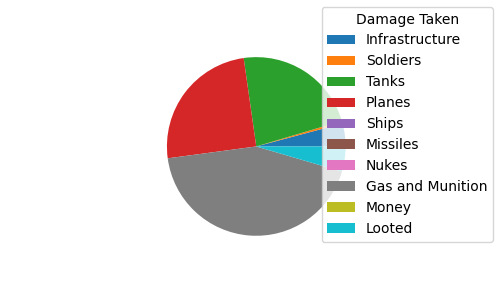 Damage Taken
Infrastructure
Soldiers
Tanks
Planes
Ships
Missiles
Nukes
Gas and Munition
Money
Looted